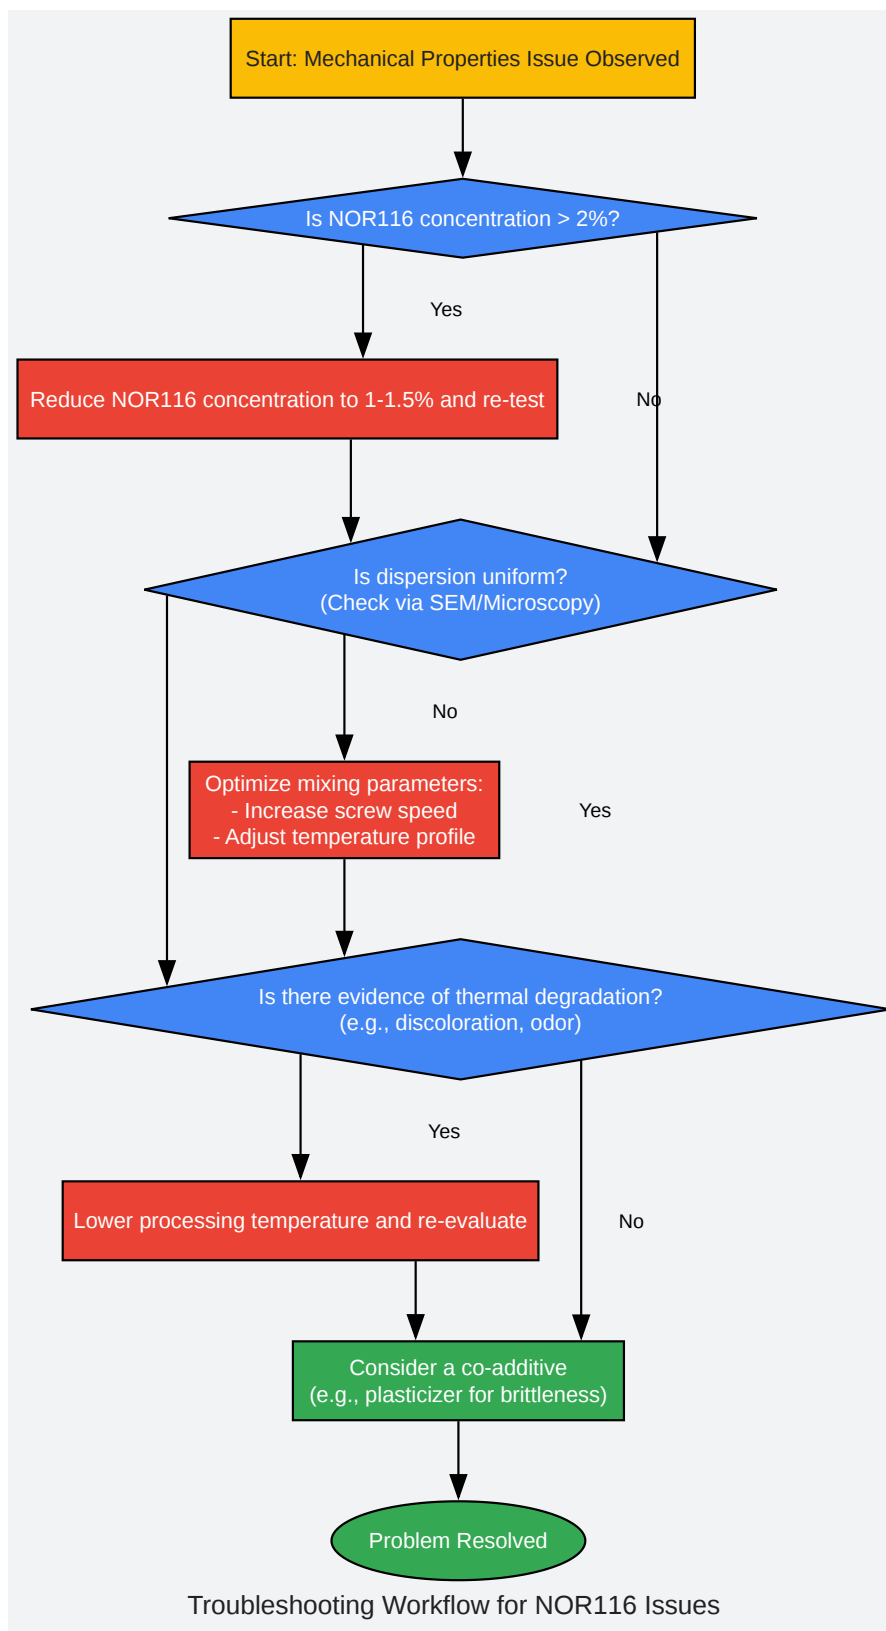 Start: Mechanical Properties Issue Observed
Is NOR116 concentration > 2%?
Yes
Reduce NOR116 concentration to 1-1.5% and re-test
No
Is dispersion uniform?
(Check via SEM/Microscopy)
No
Optimize mixing parameters:
- Increase screw speed
- Adjust temperature profile
Yes
Is there evidence of thermal degradation?
(e.g., discoloration, odor)
Yes
Lower processing temperature and re-evaluate
No
Consider a co-additive
(e.g., plasticizer for brittleness)
Problem Resolved
Troubleshooting Workflow for NOR116 Issues